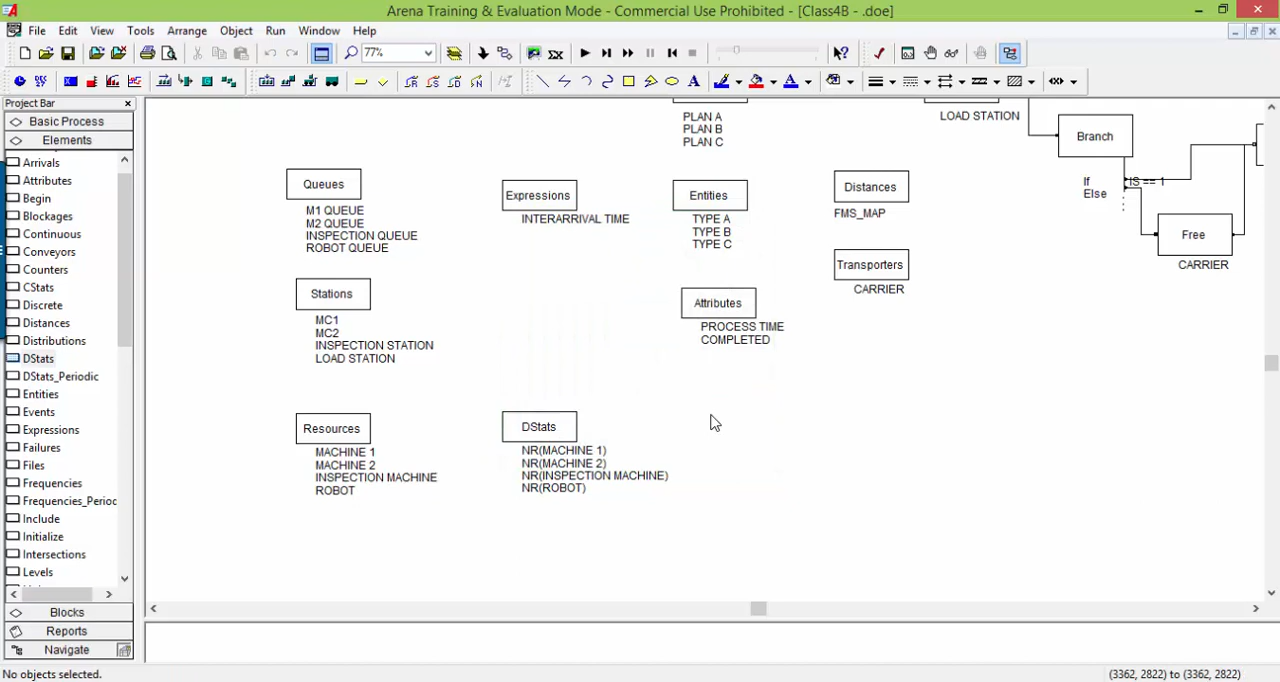 Arena Training & Evaluation Mode - Commercial Use Prohibited - [Class4B - .doe]
File Edit View Tools Arrange Object Run Window Help
77%
Project Bar
Basic Process
Elements
Arrivals
Attributes
Begin
Blockages
Continuous
Conveyors
Counters
CStats
Discrete
Distances
Distributions
DStats
DStats_Periodic
Entities
Events
Expressions
Failures
Files
Frequencies
Frequencies_Perioc
Include
Initialize
Intersections
Levels
Blocks
Reports
Navigate
PLAN A
PLAN B
PLAN C
LOAD STATION
Branch
If
Else
IS == 1
Free
CARRIER
Queues
M1 QUEUE
M2 QUEUE
INSPECTION QUEUE
ROBOT QUEUE
Expressions
INTERARRIVAL TIME
Entities
TYPE A
TYPE B
TYPE C
Distances
FMS_MAP
Transporters
CARRIER
Stations
MC1
MC2
INSPECTION STATION
LOAD STATION
Attributes
PROCESS TIME
COMPLETED
Resources
MACHINE 1
MACHINE 2
INSPECTION MACHINE
ROBOT
DStats
NR(MACHINE 1)
NR(MACHINE 2)
NR(INSPECTION MACHINE)
NR(ROBOT)
No objects selected.
(3362, 2822) to (3362, 2822)